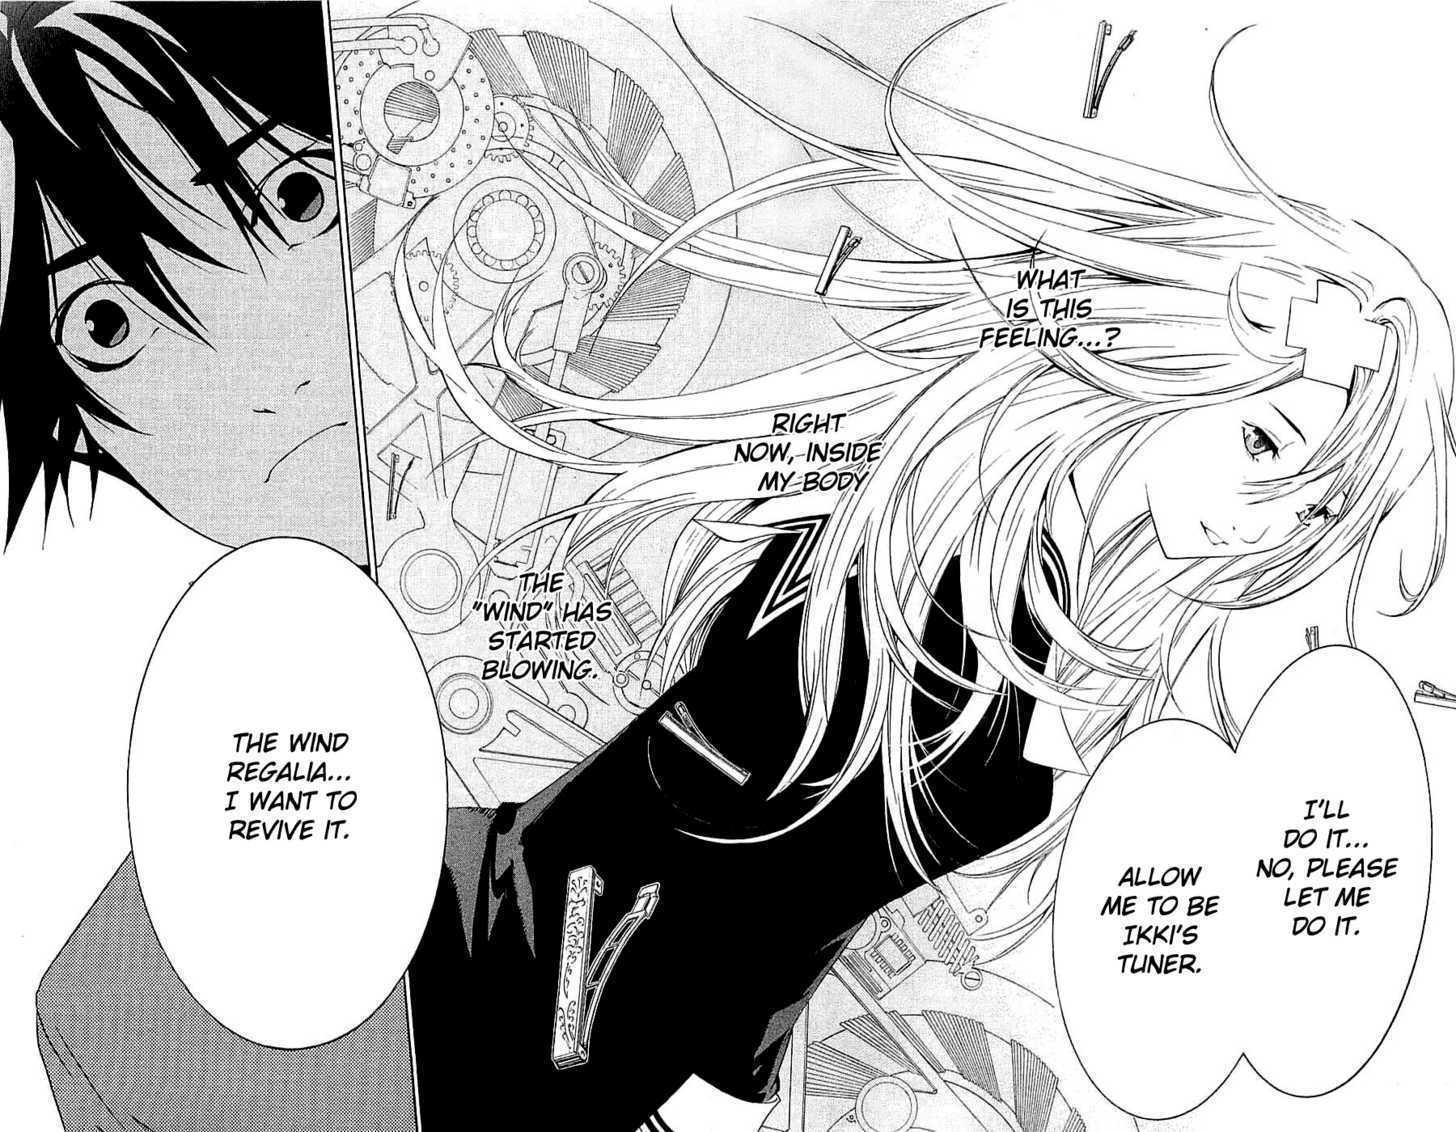 I'LL
DO IT...
NO, PLEASE
LET ME
DO IT.
ALLOW
ME TO BE
IKKI'S
TUNER.
WHAT
IS THIS
FEELING...?
RIGHT
NOW, INSIDE
MY BODY
THE
"WIND" HAS
STARTED
BLOWING.
THE WIND
REGALIA...
I WANT TO
REVIVE IT.